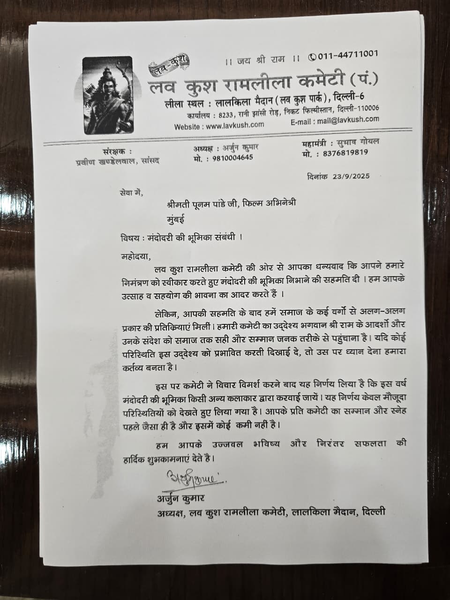 लव-कुश
।। जय श्री राम ।।
011-44711001
लव कुश रामलीला कमेटी (पं.)
लीला स्थल : लालकिला मैदान (लव कुश पार्क), दिल्ली-6
कार्यालय : 8233, रानी झांसी रोड़, निकट फिल्मीस्तान, दिल्ली-110006
Website : www.lavkush.com E-mail : mail@lavkush.com
संरक्षक : अध्यक्ष : अर्जुन कुमार महामंत्री : सुभाष गोयल
प्रवीण खण्डेलवाल, सांसद मो. : 9810004645 मो. : 8376819819
दिनांक 23/9/2025
सेवा में,
श्रीमती पूनम पांडे जी, फिल्म अभिनेत्री
मुंबई
विषय : मंदोवरी की भूमिका संबंधी ।
महोदया,
लव कुश रामलीला कमेटी की ओर से आपका धन्यवाद कि आपने हमारे
निमंत्रण को स्वीकार करते हुए मंदोवरी की भूमिका निभाने की सहमति दी । हम आपके
उत्साह व सहयोग की भावना का आदर करते हैं ।
लेकिन, आपकी सहमति के बाद हमें समाज के कई वर्गो से अलग-अलग
प्रकार की प्रतिक्रियाएं मिली । हमारी कमेटी का उद्देश्य भगवान श्री राम के आदर्शो और
उनके संदेश को समाज तक सही और सम्मान जनक तरीके से पहुंचाना है। यदि कोई
परिस्थिति इस उद्देश्य को प्रभावित करती दिखाई दे, तो उस पर ध्यान देना हमारा
कर्तव्य बनता है।
इस पर कमेटी ने विचार विमर्श करने बाद यह निर्णय लिया है कि इस वर्ष
मंदोवरी की भूमिका किसी अन्य कलाकार द्वारा करवाई जायें। यह निर्णय केवल मौजूदा
परिस्थितियों को देखते हुए लिया गया है। आपके प्रति कमेटी का सम्मान और स्नेह
पहले जैसा ही है और इसमें कोई कमी नही है।
हम आपके उज्जवल भविष्य और निरंतर सफलता की
हार्दिक शुभकामनाएं देते है।
अर्जुन कुमार
अध्यक्ष, लव कुश रामलीला कमेटी, लालकिला मैदान, दिल्ली